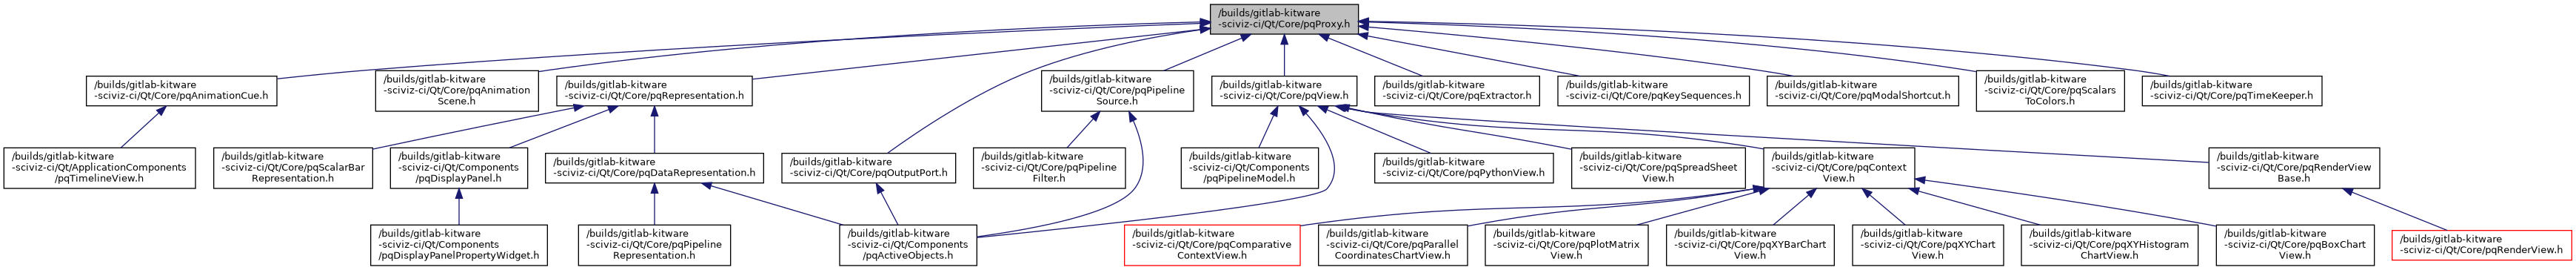 /builds/gitlab-kitware
-sciviz-ci/Qt/Core/pqProxy.h
/builds/gitlab-kitware
-sciviz-ci/Qt/Core/pqAnimationCue.h
/builds/gitlab-kitware
-sciviz-ci/Qt/Core/pqAnimation
Scene.h
/builds/gitlab-kitware
-sciviz-ci/Qt/Core/pqRepresentation.h
/builds/gitlab-kitware
-sciviz-ci/Qt/Core/pqPipeline
Source.h
/builds/gitlab-kitware
-sciviz-ci/Qt/Core/pqView.h
/builds/gitlab-kitware
-sciviz-ci/Qt/Core/pqExtractor.h
/builds/gitlab-kitware
-sciviz-ci/Qt/Core/pqKeySequences.h
/builds/gitlab-kitware
-sciviz-ci/Qt/Core/pqModalShortcut.h
/builds/gitlab-kitware
-sciviz-ci/Qt/Core/pqScalars
ToColors.h
/builds/gitlab-kitware
-sciviz-ci/Qt/Core/pqTimeKeeper.h
/builds/gitlab-kitware
-sciviz-ci/Qt/ApplicationComponents
/pqTimelineView.h
/builds/gitlab-kitware
-sciviz-ci/Qt/Core/pqScalarBar
Representation.h
/builds/gitlab-kitware
-sciviz-ci/Qt/Components
/pqDisplayPanel.h
/builds/gitlab-kitware
-sciviz-ci/Qt/Core/pqDataRepresentation.h
/builds/gitlab-kitware
-sciviz-ci/Qt/Core/pqOutputPort.h
/builds/gitlab-kitware
-sciviz-ci/Qt/Core/pqPipeline
Filter.h
/builds/gitlab-kitware
-sciviz-ci/Qt/Components
/pqPipelineModel.h
/builds/gitlab-kitware
-sciviz-ci/Qt/Core/pqPythonView.h
/builds/gitlab-kitware
-sciviz-ci/Qt/Core/pqSpreadSheet
View.h
/builds/gitlab-kitware
-sciviz-ci/Qt/Core/pqContext
View.h
/builds/gitlab-kitware
-sciviz-ci/Qt/Core/pqRenderView
Base.h
/builds/gitlab-kitware
-sciviz-ci/Qt/Components
/pqDisplayPanelPropertyWidget.h
/builds/gitlab-kitware
-sciviz-ci/Qt/Core/pqPipeline
Representation.h
/builds/gitlab-kitware
-sciviz-ci/Qt/Components
/pqActiveObjects.h
/builds/gitlab-kitware
-sciviz-ci/Qt/Core/pqComparative
ContextView.h
/builds/gitlab-kitware
-sciviz-ci/Qt/Core/pqParallel
CoordinatesChartView.h
/builds/gitlab-kitware
-sciviz-ci/Qt/Core/pqPlotMatrix
View.h
/builds/gitlab-kitware
-sciviz-ci/Qt/Core/pqXYBarChart
View.h
/builds/gitlab-kitware
-sciviz-ci/Qt/Core/pqXYChart
View.h
/builds/gitlab-kitware
-sciviz-ci/Qt/Core/pqXYHistogram
ChartView.h
/builds/gitlab-kitware
-sciviz-ci/Qt/Core/pqBoxChart
View.h
/builds/gitlab-kitware
-sciviz-ci/Qt/Core/pqRenderView.h